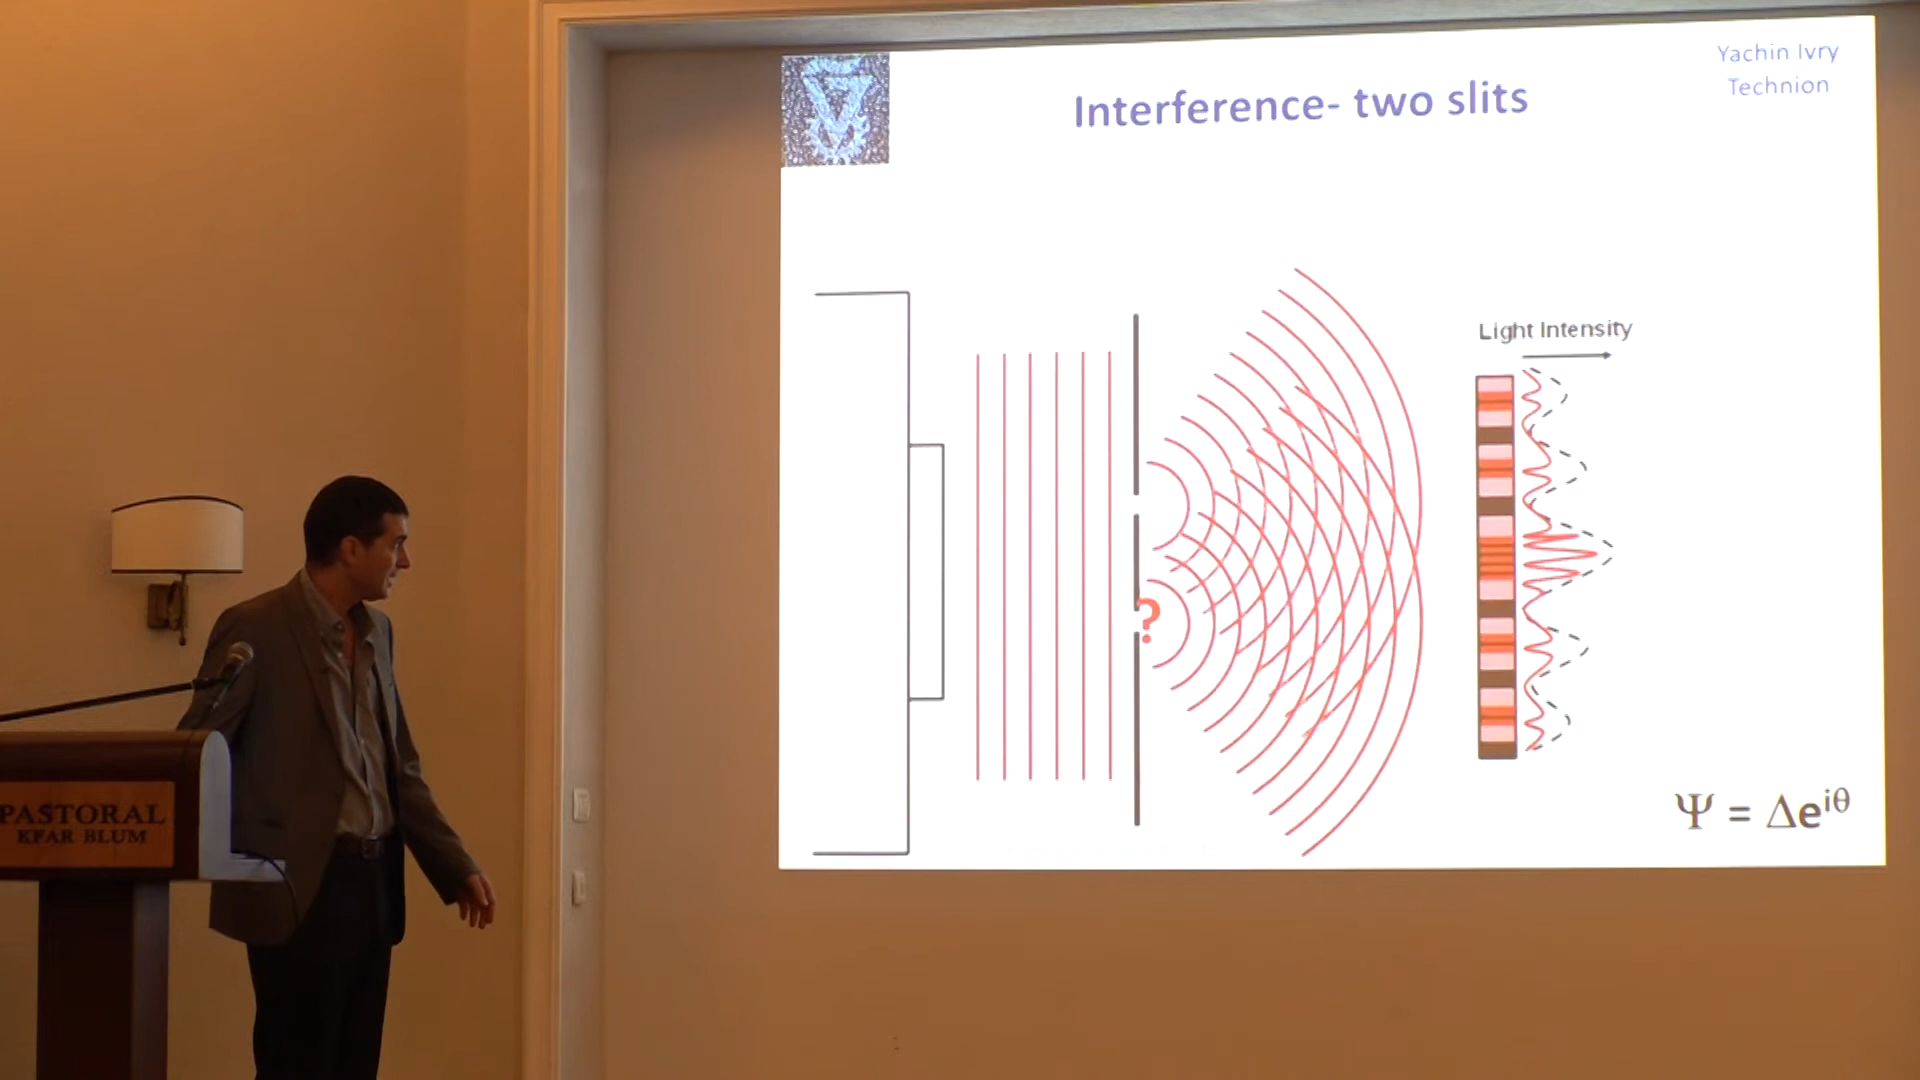 Yachin Ivry
Technion
Interference- two slits
Light Intensity
?
Ψ = Δe^iθ
PASTORAL
KFAR BLUM